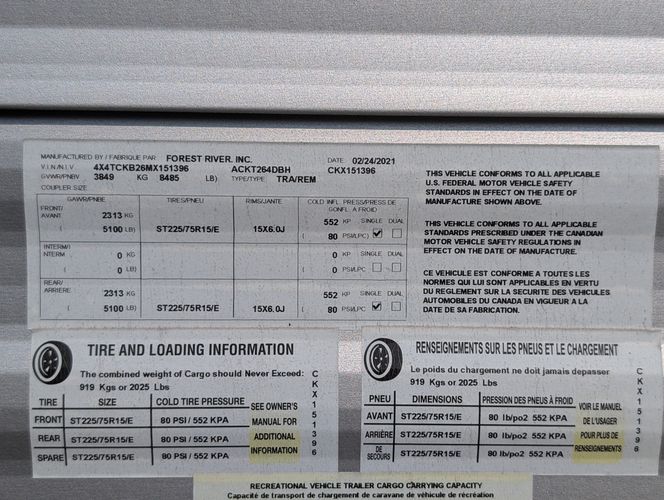 MANUFACTURED BY / FABRIQUE PAR FOREST RIVER, INC. DATE 02/24/2021
V.I.N/N.I.V 4X4TCKB26MX151396 ACKT264DBH CKX151396
GVWR/PNBV 3849 KG 8485 LB) TYPE/TYPE TRA/REM
COUPLER SIZE
GAWR/PNBE TIRES/PNEU RIMS/JANTE COLD INFL. PRESS/PRESS DE GONFL. A FROID
FRONT/ AVANT 2313 KG 552 KP SINGLE DUAL
( 5100 LB) ST225/75R15/E 15X6.0J ( 80 PSI/LPC) ☑ ☐
INTERM/ INTERM 0 KG 0 KP SINGLE DUAL
( 0 LB) ( 0 PSI/LPC ☐ ☐
REAR/ ARRIERE 2313 KG 552 KP SINGLE DUAL
( 5100 LB) ST225/75R15/E 15X6.0J ( 80 PSI/LPC ☑ ☐
THIS VEHICLE CONFORMS TO ALL APPLICABLE
U.S. FEDERAL MOTOR VEHICLE SAFETY
STANDARDS IN EFFECT ON THE DATE OF
MANUFACTURE SHOWN ABOVE.
THIS VEHICLE CONFORMS TO ALL APPLICABLE
STANDARDS PRESCRIBED UNDER THE CANADIAN
MOTOR VEHICLE SAFETY REGULATIONS IN
EFFECT ON THE DATE OF MANUFACTURE.
CE VEHICULE EST CONFORME A TOUTES LES
NORMES QUI LUI SONT APPLICABLES EN VERTU
DU REGLEMENT SUR LA SECURITE DES VEHICULES
AUTOMOBILES DU CANADA EN VIGUEUR A LA
DATE DE SA FABRICATION.
TIRE AND LOADING INFORMATION
The combined weight of Cargo should Never Exceed:
919 Kgs or 2025 Lbs
TIRE SIZE COLD TIRE PRESSURE SEE OWNER'S
FRONT ST225/75R15/E 80 PSI / 552 KPA MANUAL FOR
REAR ST225/75R15/E 80 PSI / 552 KPA ADDITIONAL
SPARE ST225/75R15/E 80 PSI / 552 KPA INFORMATION
CKX151396
RENSEIGNEMENTS SUR LES PNEUS ET LE CHARGEMENT
Le poids du chargement ne doit jamais depasser
919 Kgs or 2025 Lbs
PNEU DIMENSIONS PRESSION DES PNEUS À FROID VOIR LE MANUEL
AVANT ST225/75R15/E 80 lb/po2 552 KPA DE L'USAGER
ARRIÈRE ST225/75R15/E 80 lb/po2 552 KPA POUR PLUS DE
DE SECOURS ST225/75R15/E 80 lb/po2 552 KPA RENSEIGNEMENTS
CKX151396
RECREATIONAL VEHICLE TRAILER CARGO CARRYING CAPACITY
Capacité de transport de chargement de caravane de véhicule de récréation